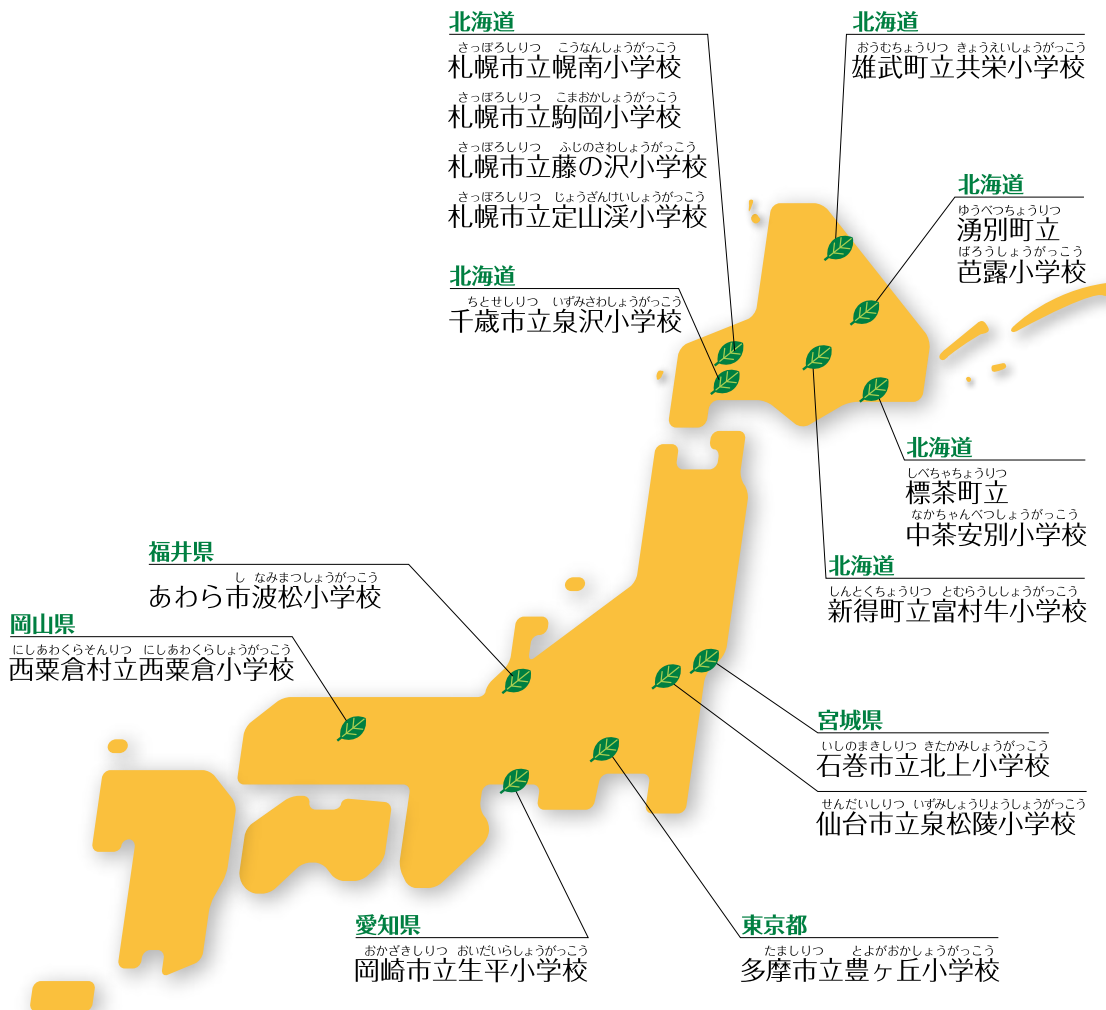 北海道
さっぽろしりつ こうなんしょうがっこう
札幌市立幌南小学校
さっぽろしりつ こまおかしょうがっこう
札幌市立駒岡小学校
さっぽろしりつ ふじのさわしょうがっこう
札幌市立藤の沢小学校
さっぽろしりつ じょうざんけいしょうがっこう
札幌市立定山渓小学校
北海道
おうむちょうりつ きょうえいしょうがっこう
雄武町立共栄小学校
北海道
ゆうべつちょうりつ
湧別町立
ばろうしょうがっこう
芭露小学校
北海道
ちとせしりつ いずみさわしょうがっこう
千歳市立泉沢小学校
北海道
しべちゃちょうりつ
標茶町立
なかちゃんべつしょうがっこう
中茶安別小学校
北海道
しんとくちょうりつ とむらうししょうがっこう
新得町立富村牛小学校
福井県
し なみまつしょうがっこう
あわら市波松小学校
岡山県
にしあわくらそんりつ にしあわくらしょうがっこう
西粟倉村立西粟倉小学校
宮城県
いしのまきしりつ きたかみしょうがっこう
石巻市立北上小学校
せんだいしりつ いずみしょうりょうしょうがっこう
仙台市立泉松陵小学校
愛知県
おかざきしりつ おいだいらしょうがっこう
岡崎市立生平小学校
東京都
たましりつ とよがおかしょうがっこう
多摩市立豊ヶ丘小学校